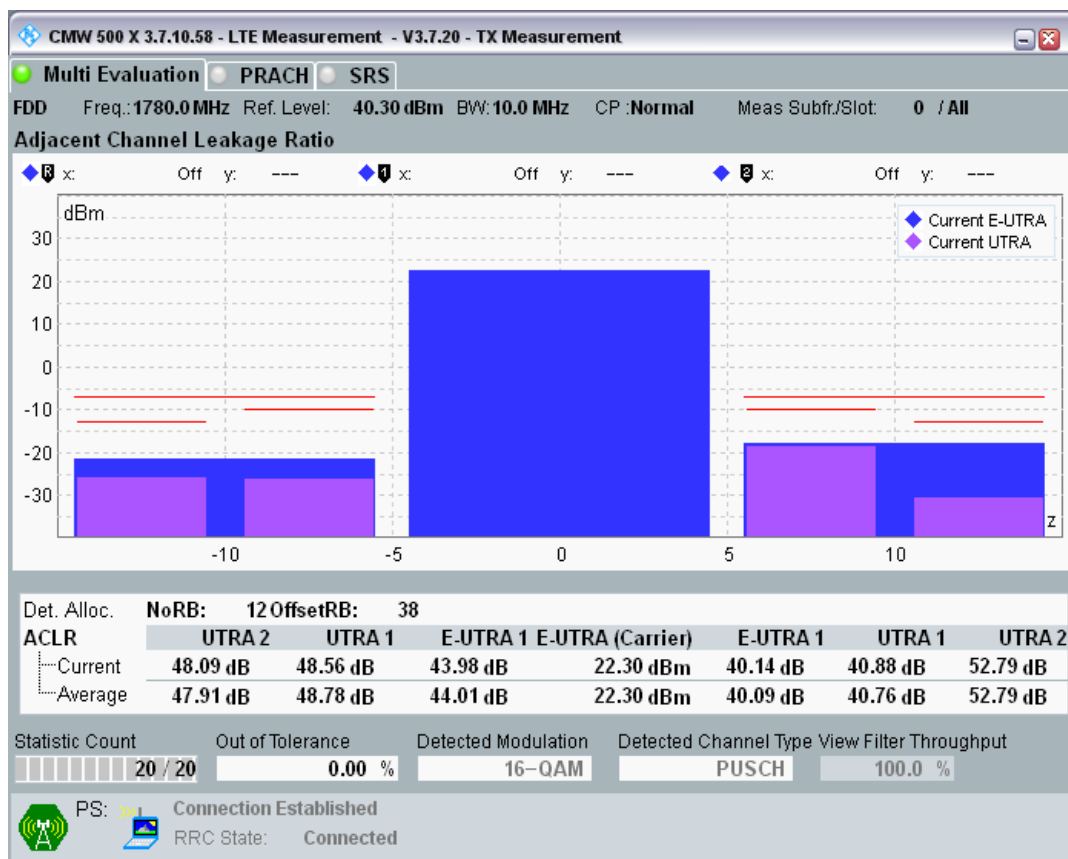 CMW 500 X 3.7.10.58 - LTE Measurement - V3.7.20 - TX Measurement
Multi Evaluation PRACH SRS
FDD Freq.:1780.0 MHz Ref. Level: 40.30 dBm BW:10.0 MHz CP :Normal Meas Subfr./Slot: 0 / All
Adjacent Channel Leakage Ratio
R x: Off y: --- 1 x: Off y: --- 2 x: Off y: ---
dBm
Current E-UTRA
Current UTRA
30
20
10
0
-10
-20
-30
z
-10 -5 0 5 10
Det. Alloc. NoRB: 12 OffsetRB: 38
ACLR UTRA 2 UTRA 1 E-UTRA 1 E-UTRA (Carrier) E-UTRA 1 UTRA 1 UTRA 2
Current 48.09 dB 48.56 dB 43.98 dB 22.30 dBm 40.14 dB 40.88 dB 52.79 dB
Average 47.91 dB 48.78 dB 44.01 dB 22.30 dBm 40.09 dB 40.76 dB 52.79 dB
Statistic Count Out of Tolerance Detected Modulation Detected Channel Type View Filter Throughput
20 / 20 0.00 % 16-QAM PUSCH 100.0 %
PS: Connection Established
RRC State: Connected